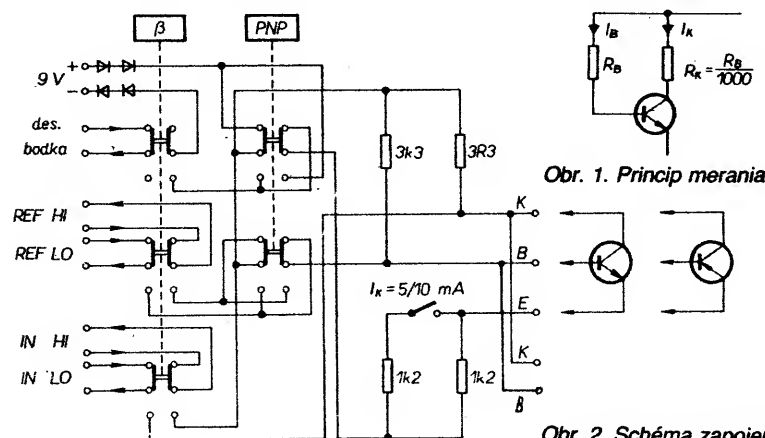 β
PNP
+
9 V
−
des.
bodka
REF HI
REF LO
IN HI
IN LO
3k3
3R3
I_K = 5/10 mA
1k2
1k2
K
B
E
K
B
I_B
I_K
R_B
R_K = R_B/1000
Obr. 1. Princip merania
Obr. 2. Schéma zapojen